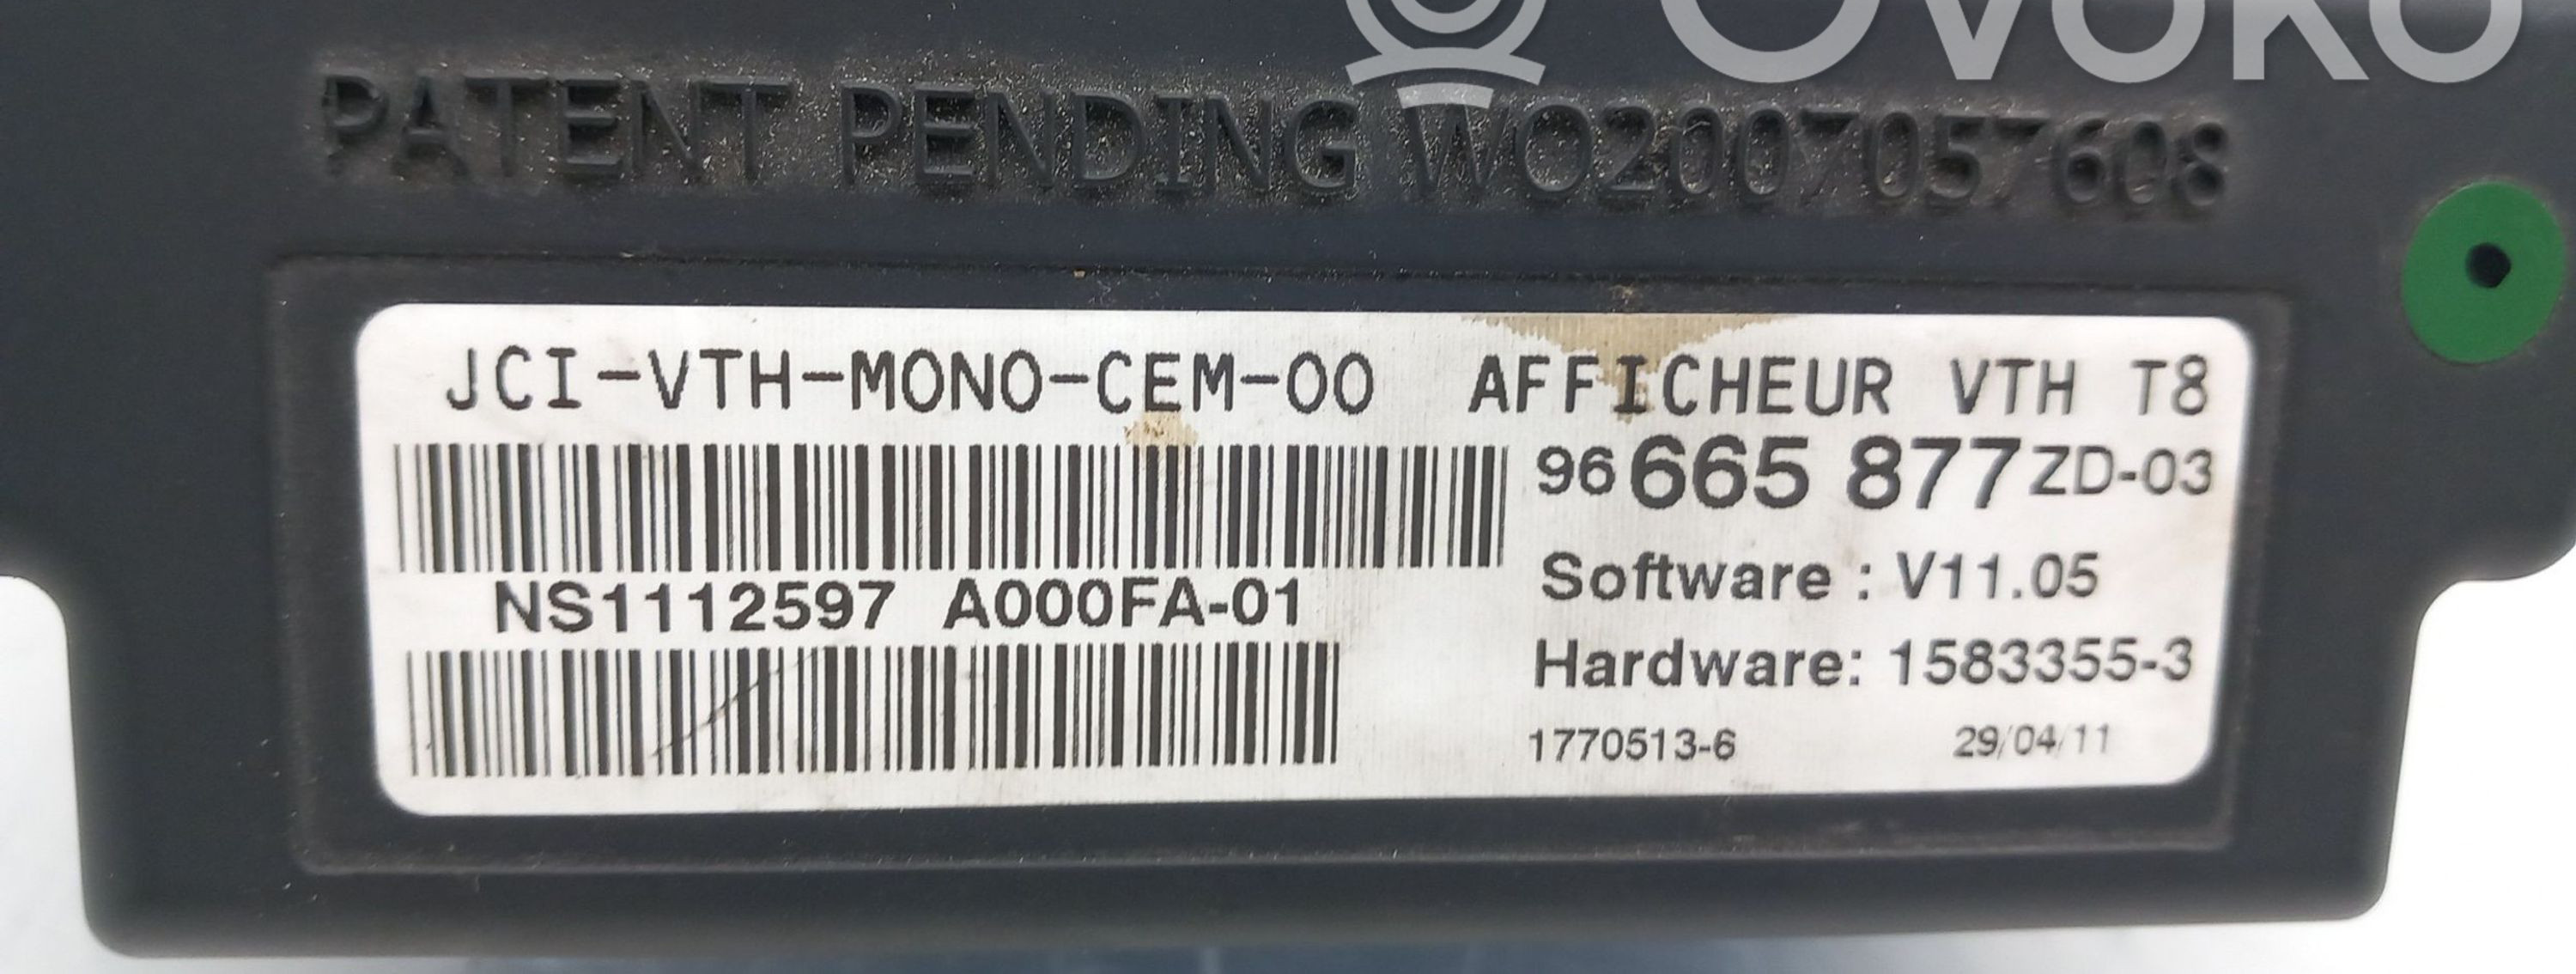 OVOKO
PATENT PENDING WO2007057608
JCI-VTH-MONO-CEM-00 AFFICHEUR VTH T8
96 665 877 ZD-03
NS1112597 A000FA-01
Software : V11.05
Hardware: 1583355-3
1770513-6 29/04/11